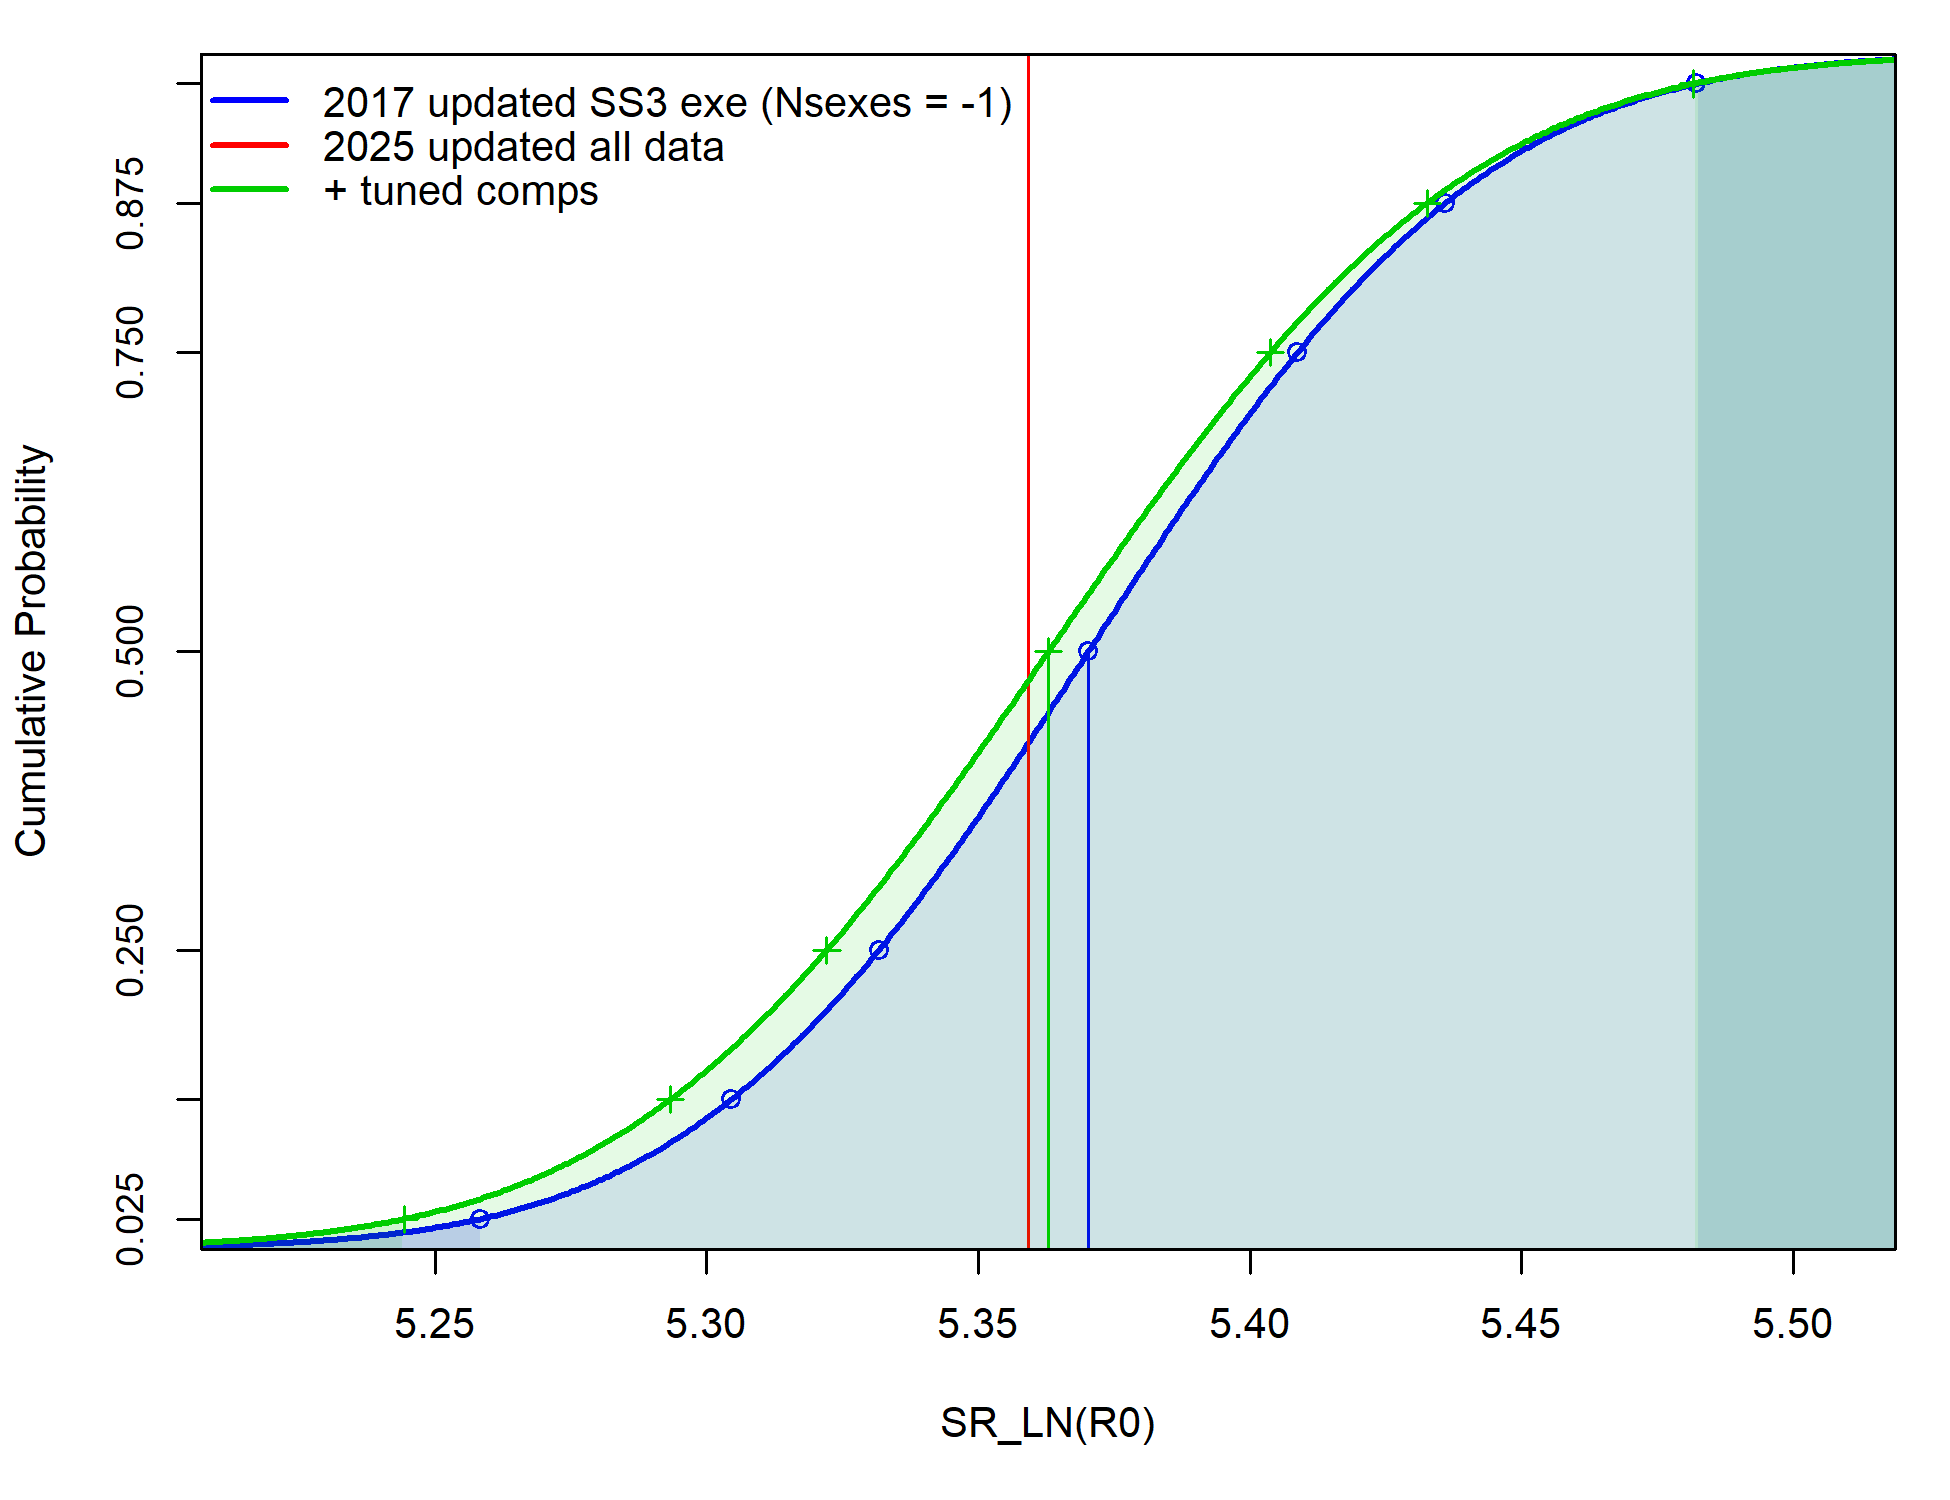 2017 updated SS3 exe (Nsexes = -1)
2025 updated all data
+ tuned comps
Cumulative Probability
0.875
0.750
0.500
0.250
0.025
5.25 5.30 5.35 5.40 5.45 5.50
SR_LN(R0)